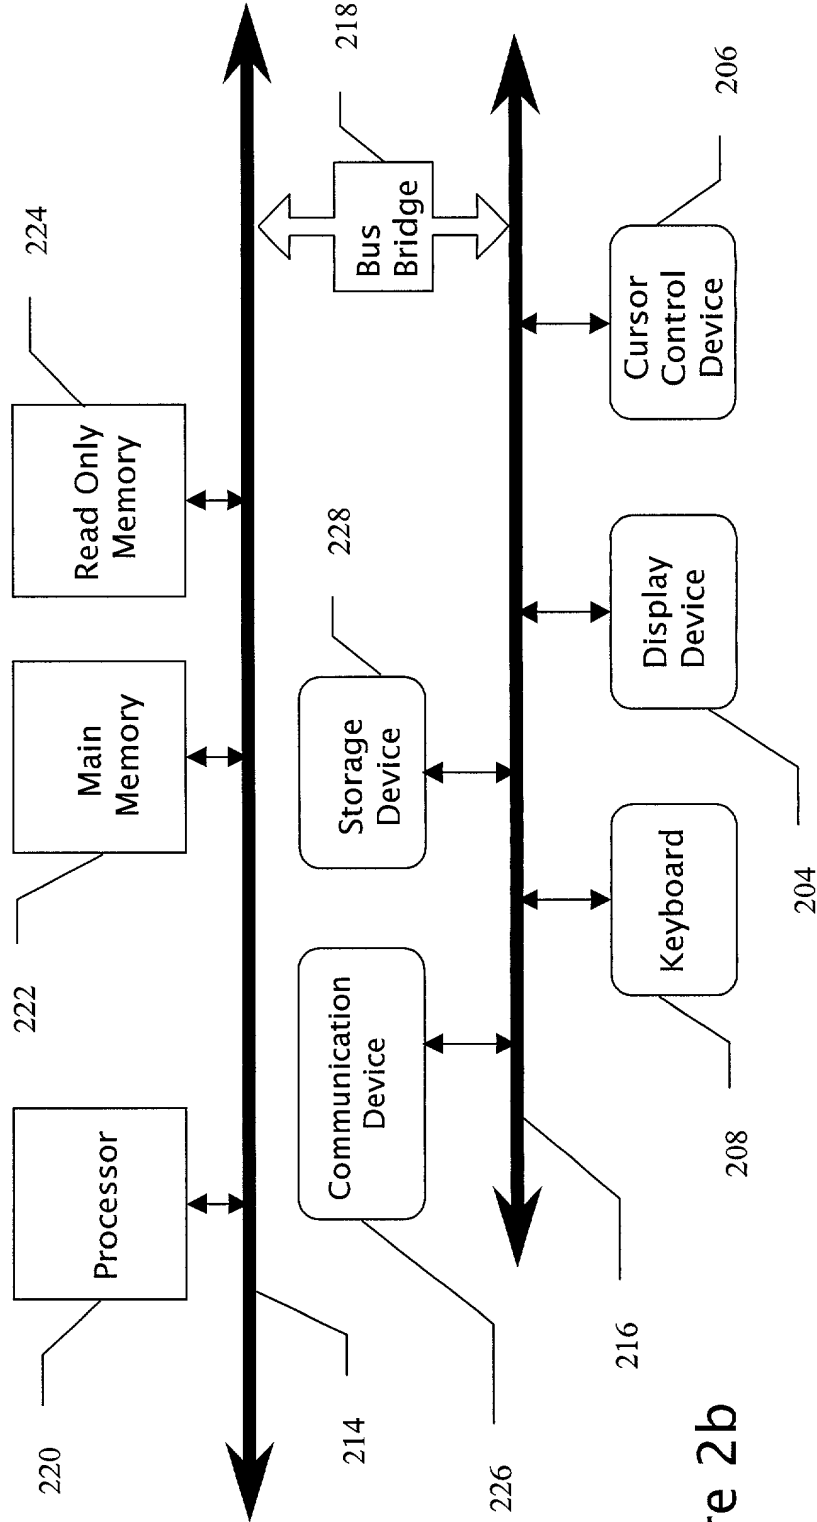 220
222
224
Processor
Main
Memory
Read Only
Memory
214
226
228
218
Communication
Device
Storage
Device
Bus
Bridge
216
Keyboard
Display
Device
Cursor
Control
Device
208
204
206
re 2b